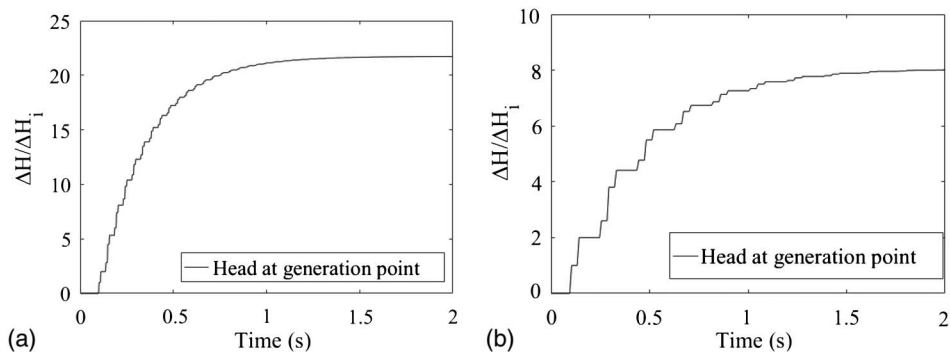 25
20
15
10
5
0
ΔH/ΔHᵢ
Head at generation point
0 0.5 1 1.5 2
Time (s)
(a)
10
8
6
4
2
0
ΔH/ΔHᵢ
Head at generation point
0 0.5 1 1.5 2
Time (s)
(b)